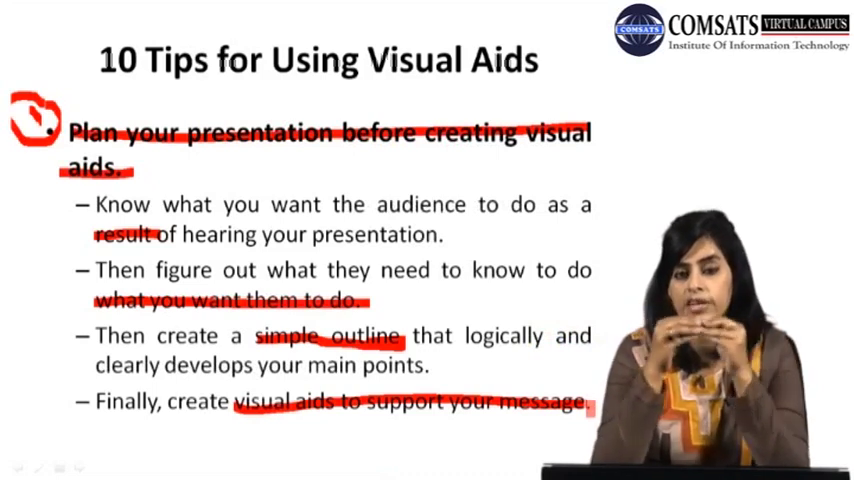 COMSATS VIRTUAL CAMPUS
COMSATS
Institute Of Information Technology
10 Tips for Using Visual Aids
• Plan your presentation before creating visual
aids.
– Know what you want the audience to do as a
result of hearing your presentation.
– Then figure out what they need to know to do
what you want them to do.
– Then create a simple outline that logically and
clearly develops your main points.
– Finally, create visual aids to support your message.